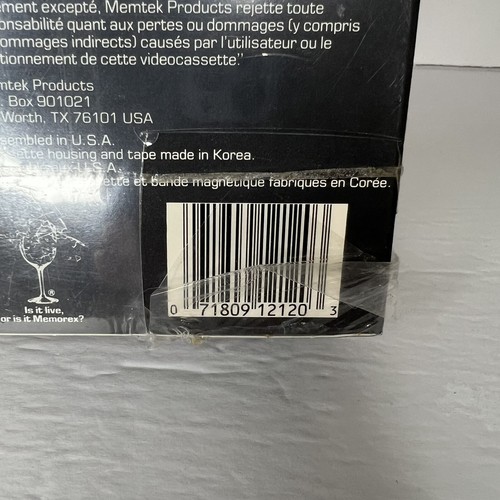 ment excepté, Memtek Products rejette toute
onsabilité quant aux pertes ou dommages (y compris
ommages indirects) causés par l'utilisateur ou le
tionnement de cette videocassette."
mtek Products
. Box 901021
Worth, TX 76101 USA
sembled in U.S.A.
ette housing and tape made in Korea.
U.S.A.
ette et bande magnétique fabriqués en Corée.
®
Is it live,
or is it Memorex?
0 71809 12120 3